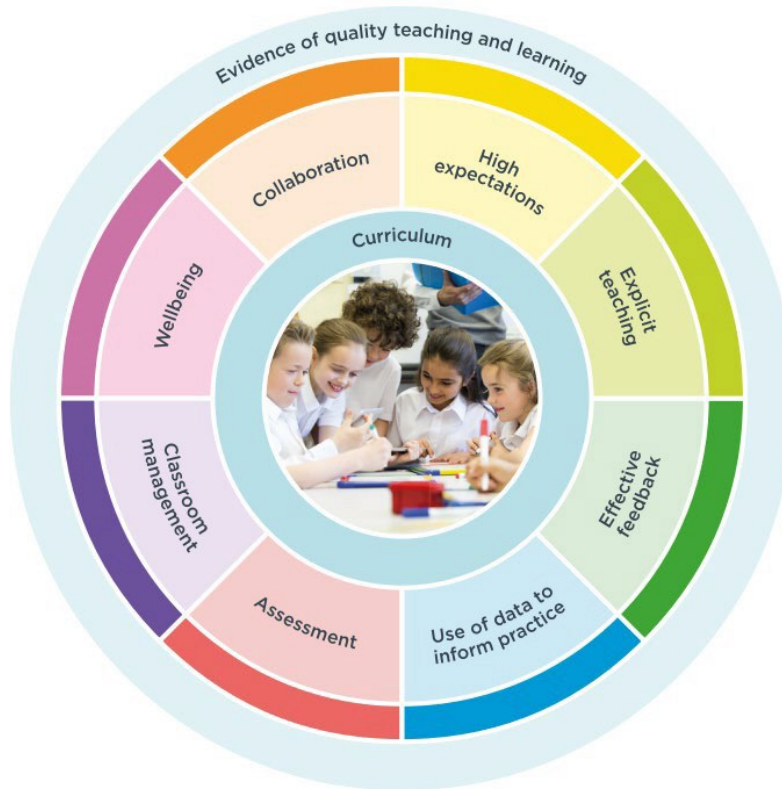 Evidence of quality teaching and learning
High
expectations
Explicit
teaching
Effective
feedback
Use of data to
inform practice
Assessment
Classroom
management
Wellbeing
Collaboration
Curriculum